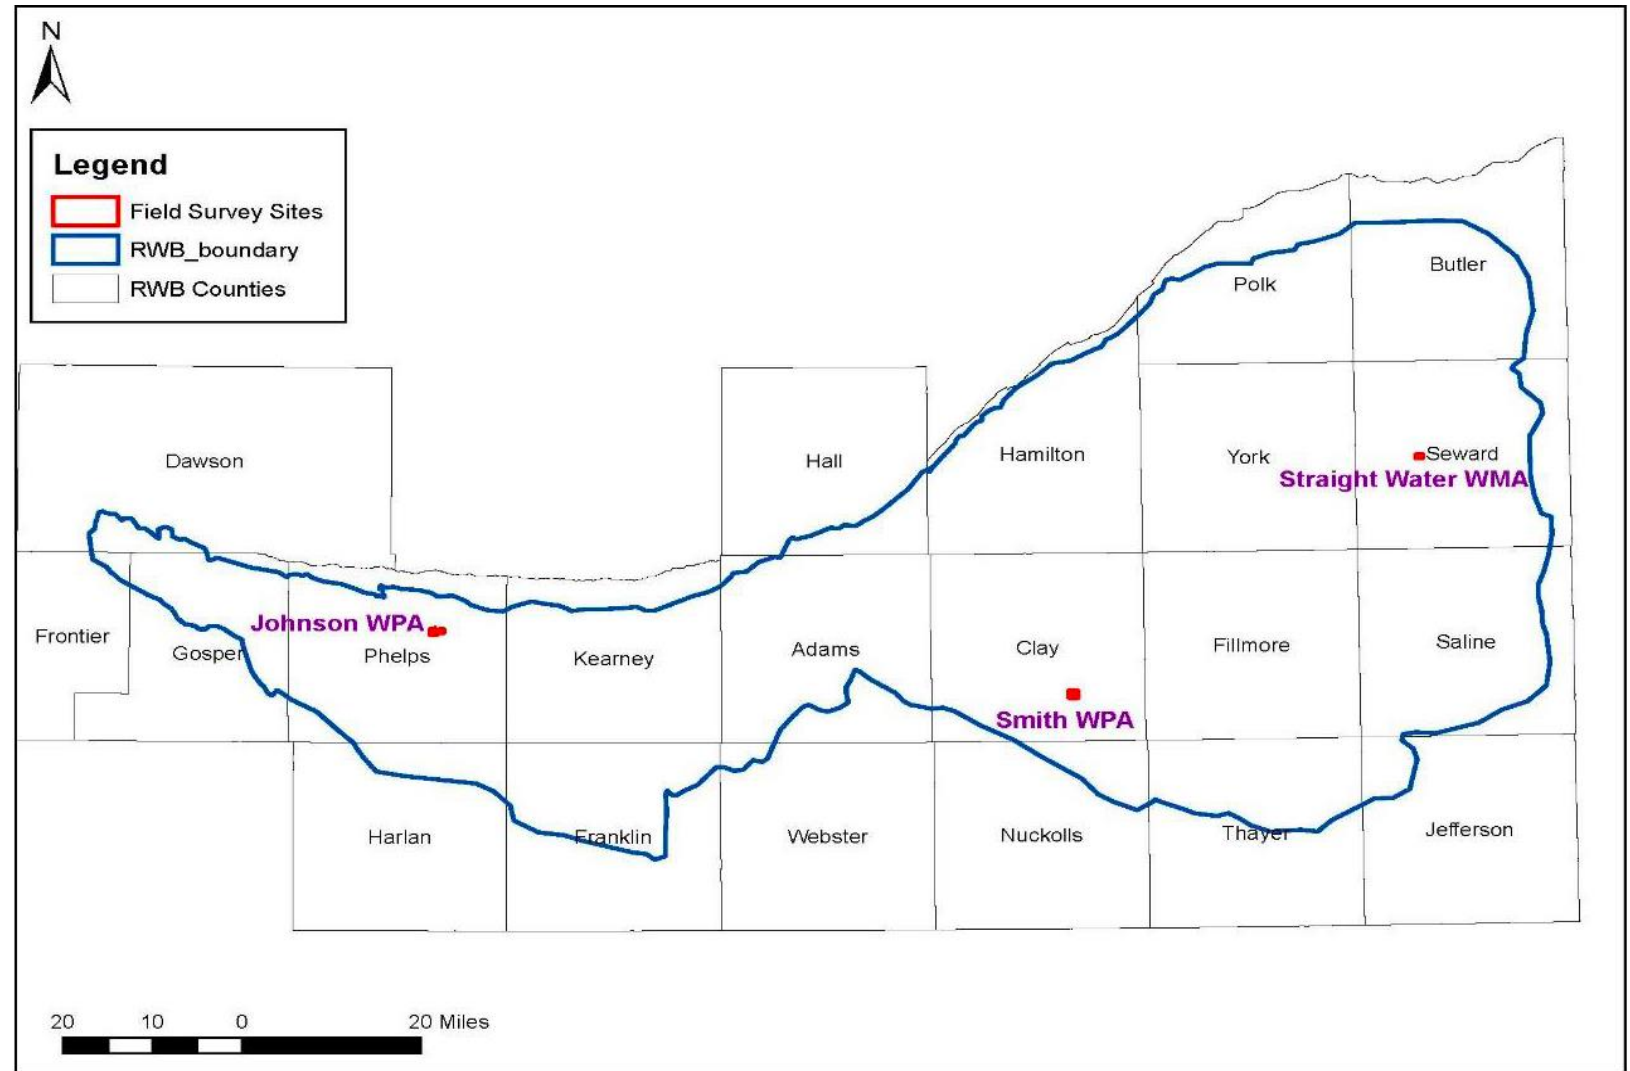 N
Legend
Field Survey Sites
RWB_boundary
RWB Counties
Butler
Polk
Dawson
Hall
Hamilton
York
Seward
Straight Water WMA
Johnson WPA
Frontier
Gosper
Phelps
Kearney
Adams
Clay
Fillmore
Saline
Smith WPA
Harlan
Franklin
Webster
Nuckolls
Thayer
Jefferson
20 10 0 20 Miles